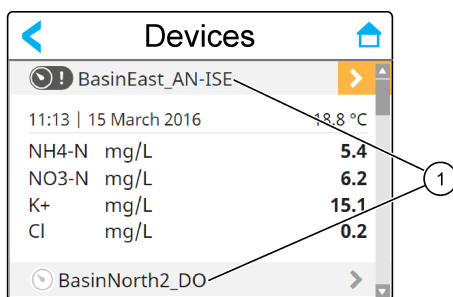 Devices
! BasinEast_AN-ISE
11:13 | 15 March 2016 18.8 °C
NH4-N mg/L 5.4
NO3-N mg/L 6.2
K+ mg/L 15.1
Cl mg/L 0.2
1
BasinNorth2_DO